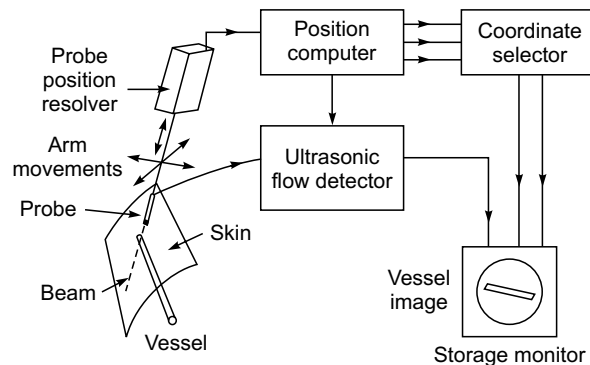 Probe
position
resolver
Position
computer
Coordinate
selector
Arm
movements
Ultrasonic
flow detector
Probe
Skin
Beam
Vessel
Vessel
image
Storage monitor